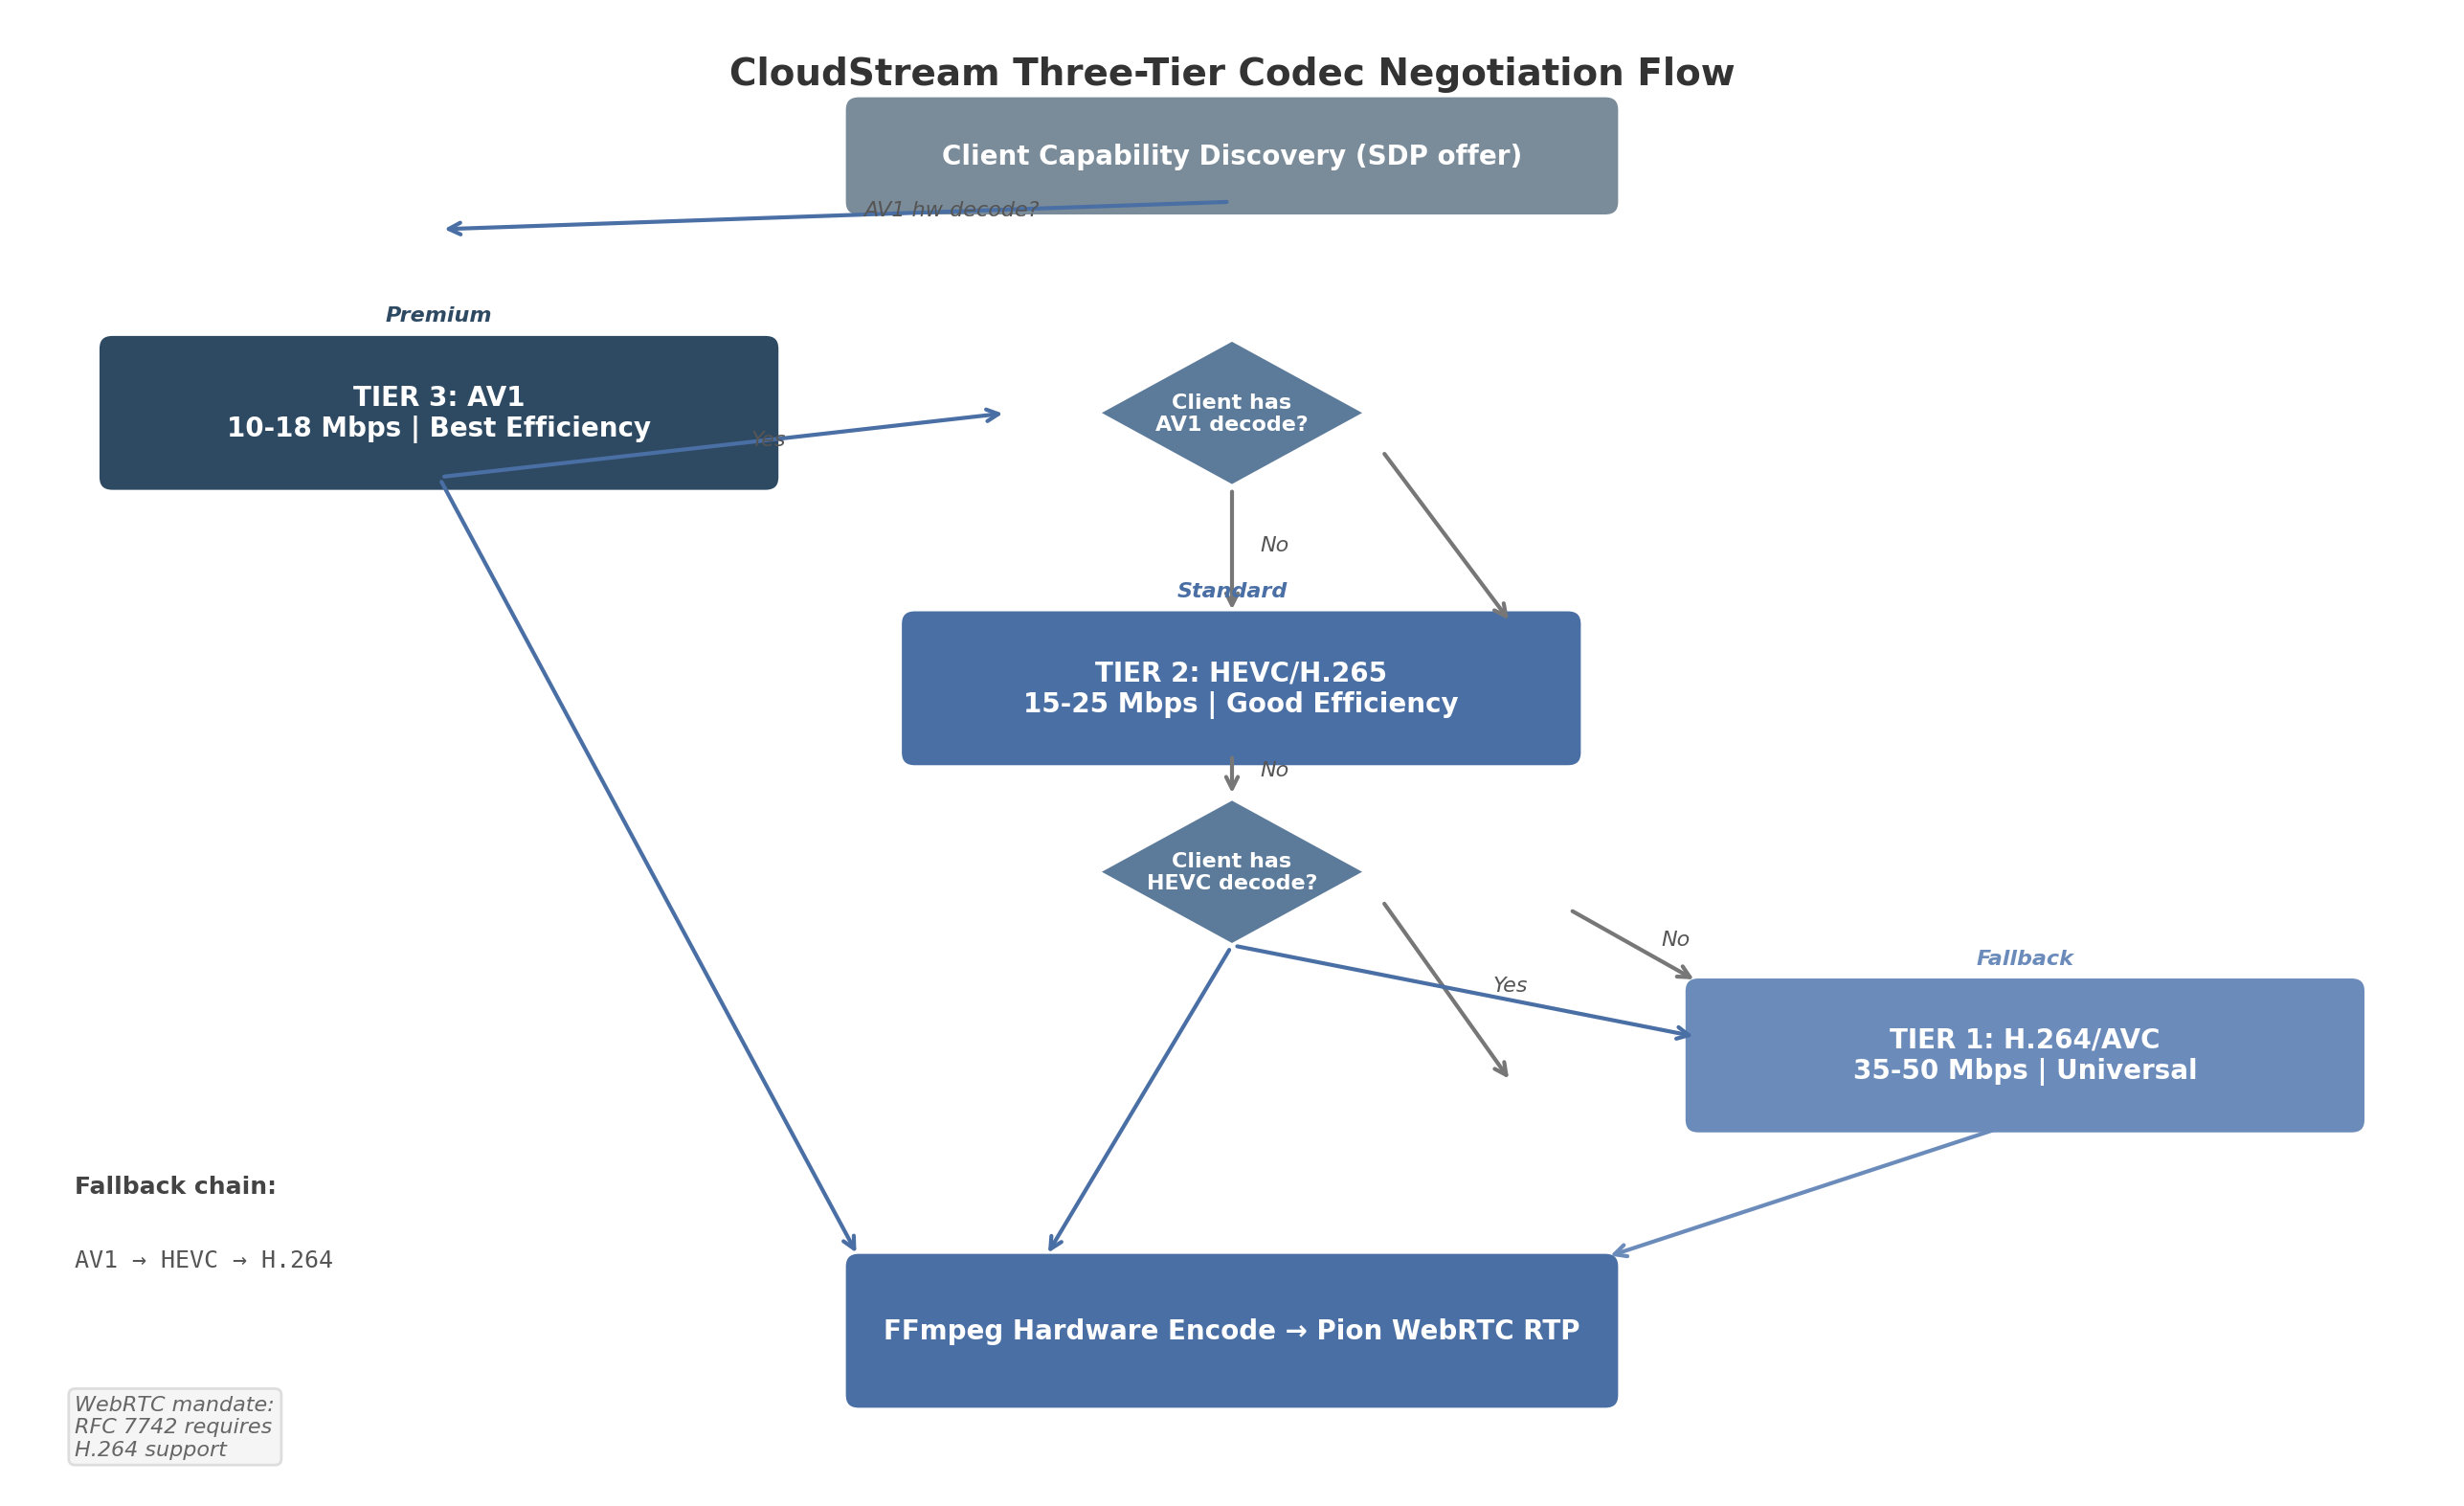 CloudStream Three-Tier Codec Negotiation Flow
Client Capability Discovery (SDP offer)
AV1 hw decode?
Premium
TIER 3: AV1
10-18 Mbps | Best Efficiency
Yes
Client has
AV1 decode?
No
Standard
TIER 2: HEVC/H.265
15-25 Mbps | Good Efficiency
No
Client has
HEVC decode?
No
Yes
Fallback
TIER 1: H.264/AVC
35-50 Mbps | Universal
Fallback chain:
AV1 → HEVC → H.264
FFmpeg Hardware Encode → Pion WebRTC RTP
WebRTC mandate:
RFC 7742 requires
H.264 support